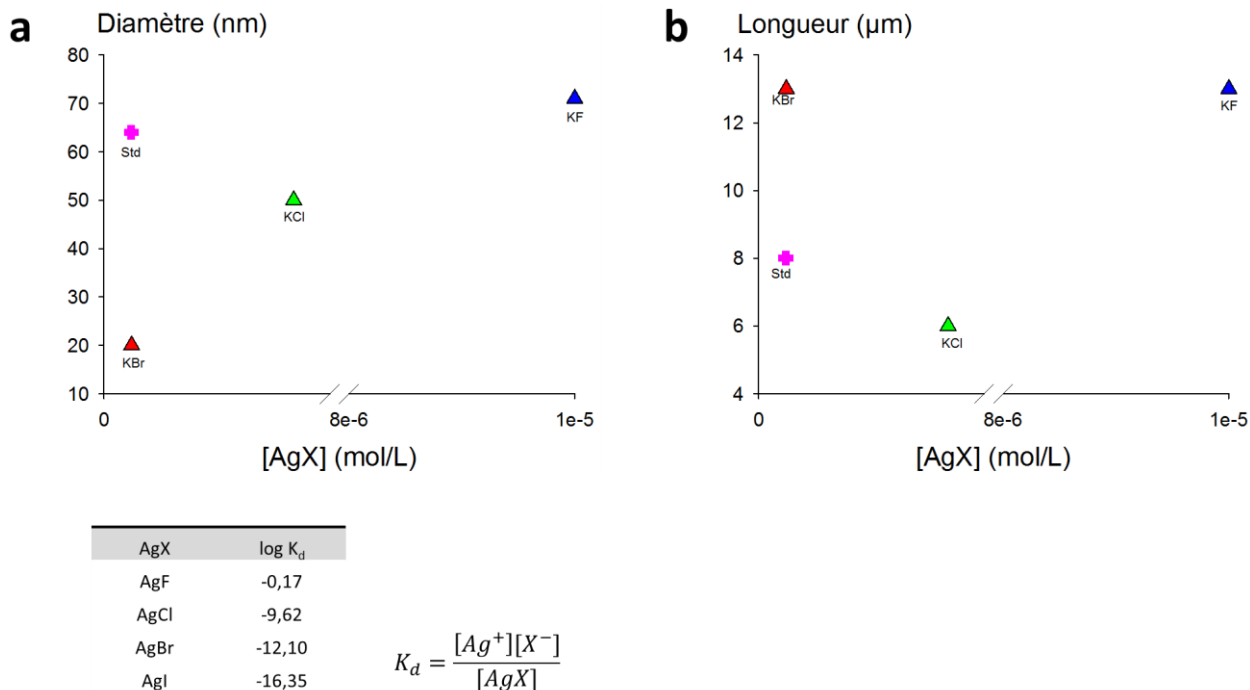 a
Diamètre (nm)
80
70
60
50
40
30
20
10
KF
Std
KCl
KBr
0
8e-6
1e-5
[AgX] (mol/L)
b
Longueur (µm)
14
12
10
8
6
4
KBr
KF
Std
KCl
0
8e-6
1e-5
[AgX] (mol/L)
AgX log K_d
AgF -0,17
AgCl -9,62
AgBr -12,10
AgI -16,35
K_d = [Ag⁺][X⁻] / [AgX]